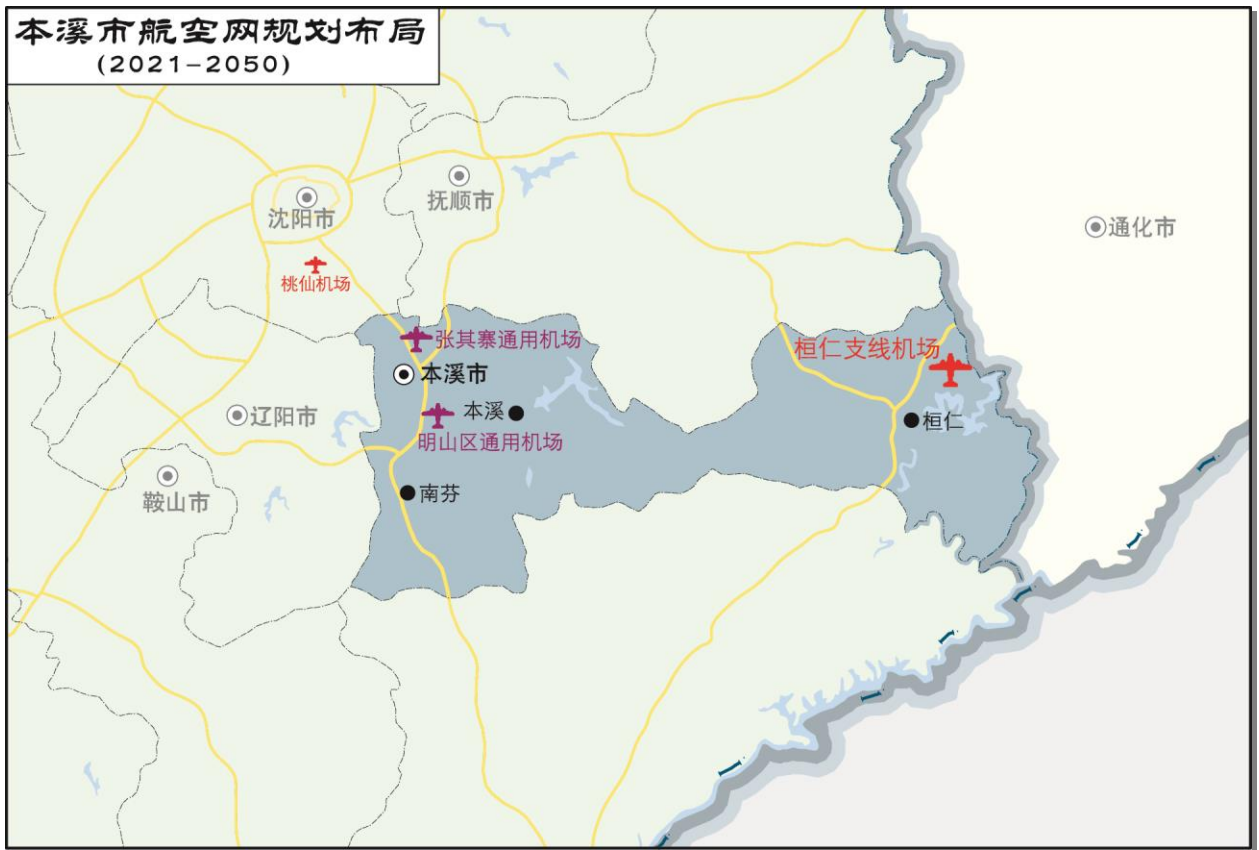 本溪市航空网规划布局
(2021-2050)
抚顺市
沈阳市
通化市
桃仙机场
张其寨通用机场
桓仁支线机场
本溪市
辽阳市
本溪
桓仁
明山区通用机场
鞍山市
南芬